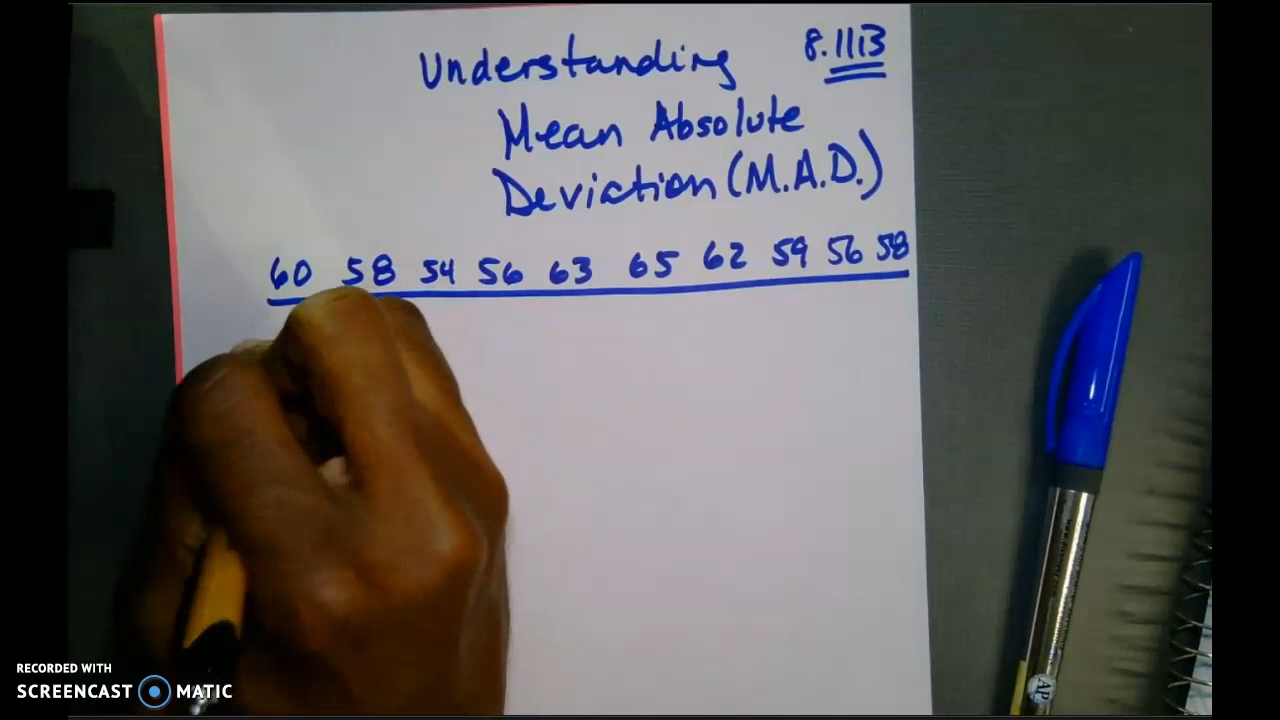 Understanding 8.11B
Mean Absolute
Deviation (M.A.D.)
60 58 54 56 63 65 62 59 56 58
AP
RECORDED WITH
SCREENCAST MATIC